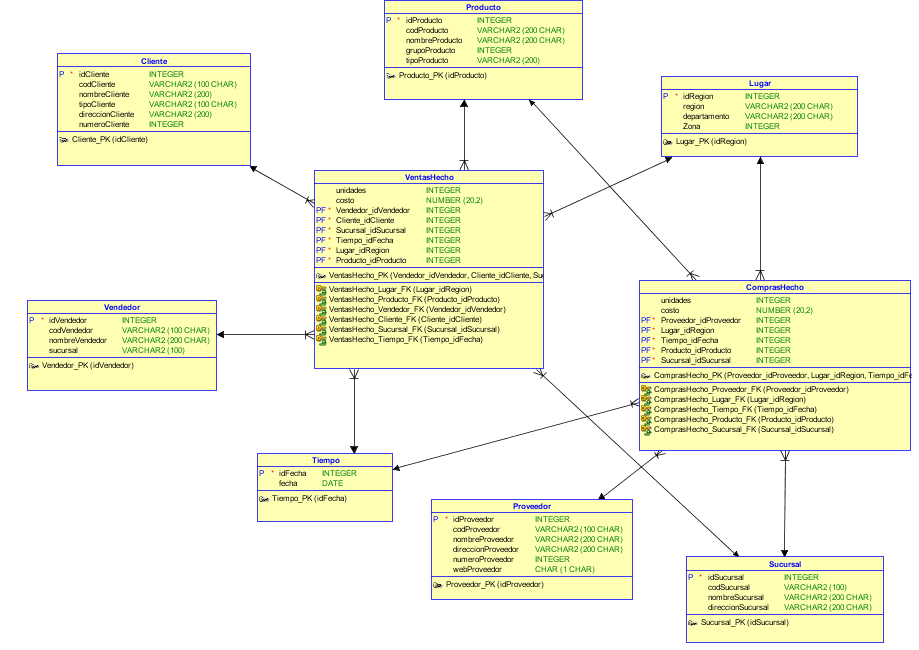 Producto
P * idProducto INTEGER
codProducto VARCHAR2 (200 CHAR)
nombreProducto VARCHAR2 (200 CHAR)
grupoProducto INTEGER
tipoProducto VARCHAR2 (200)
Producto_PK (idProducto)
Cliente
P * idCliente INTEGER
codCliente VARCHAR2 (100 CHAR)
nombreCliente VARCHAR2 (200)
tipoCliente VARCHAR2 (100 CHAR)
direccionCliente VARCHAR2 (200)
numeroCliente INTEGER
Cliente_PK (idCliente)
Lugar
P * idRegion INTEGER
region VARCHAR2 (200 CHAR)
departamento VARCHAR2 (200 CHAR)
Zona INTEGER
Lugar_PK (idRegion)
VentasHecho
unidades INTEGER
costo NUMBER (20,2)
PF * Vendedor_idVendedor INTEGER
PF * Cliente_idCliente INTEGER
PF * Sucursal_idSucursal INTEGER
PF * Tiempo_idFecha INTEGER
PF * Lugar_idRegion INTEGER
PF * Producto_idProducto INTEGER
VentasHecho_PK (Vendedor_idVendedor, Cliente_idCliente, Suc
VentasHecho_Lugar_FK (Lugar_idRegion)
VentasHecho_Producto_FK (Producto_idProducto)
VentasHecho_Vendedor_FK (Vendedor_idVendedor)
VentasHecho_Cliente_FK (Cliente_idCliente)
VentasHecho_Sucursal_FK (Sucursal_idSucursal)
VentasHecho_Tiempo_FK (Tiempo_idFecha)
ComprasHecho
unidades INTEGER
costo NUMBER (20,2)
PF * Proveedor_idProveedor INTEGER
PF * Lugar_idRegion INTEGER
PF * Tiempo_idFecha INTEGER
PF * Producto_idProducto INTEGER
PF * Sucursal_idSucursal INTEGER
ComprasHecho_PK (Proveedor_idProveedor, Lugar_idRegion, Tiempo_idFe
ComprasHecho_Proveedor_FK (Proveedor_idProveedor)
ComprasHecho_Lugar_FK (Lugar_idRegion)
ComprasHecho_Tiempo_FK (Tiempo_idFecha)
ComprasHecho_Producto_FK (Producto_idProducto)
ComprasHecho_Sucursal_FK (Sucursal_idSucursal)
Vendedor
P * idVendedor INTEGER
codVendedor VARCHAR2 (100 CHAR)
nombreVendedor VARCHAR2 (200 CHAR)
sucursal VARCHAR2 (100)
Vendedor_PK (idVendedor)
Tiempo
P * idFecha INTEGER
fecha DATE
Tiempo_PK (idFecha)
Proveedor
P * idProveedor INTEGER
codProveedor VARCHAR2 (100 CHAR)
nombreProveedor VARCHAR2 (200 CHAR)
direccionProveedor VARCHAR2 (200 CHAR)
numeroProveedor INTEGER
webProveedor CHAR (1 CHAR)
Proveedor_PK (idProveedor)
Sucursal
P * idSucursal INTEGER
codSucursal VARCHAR2 (100)
nombreSucursal VARCHAR2 (200 CHAR)
direccionSucursal VARCHAR2 (200 CHAR)
Sucursal_PK (idSucursal)